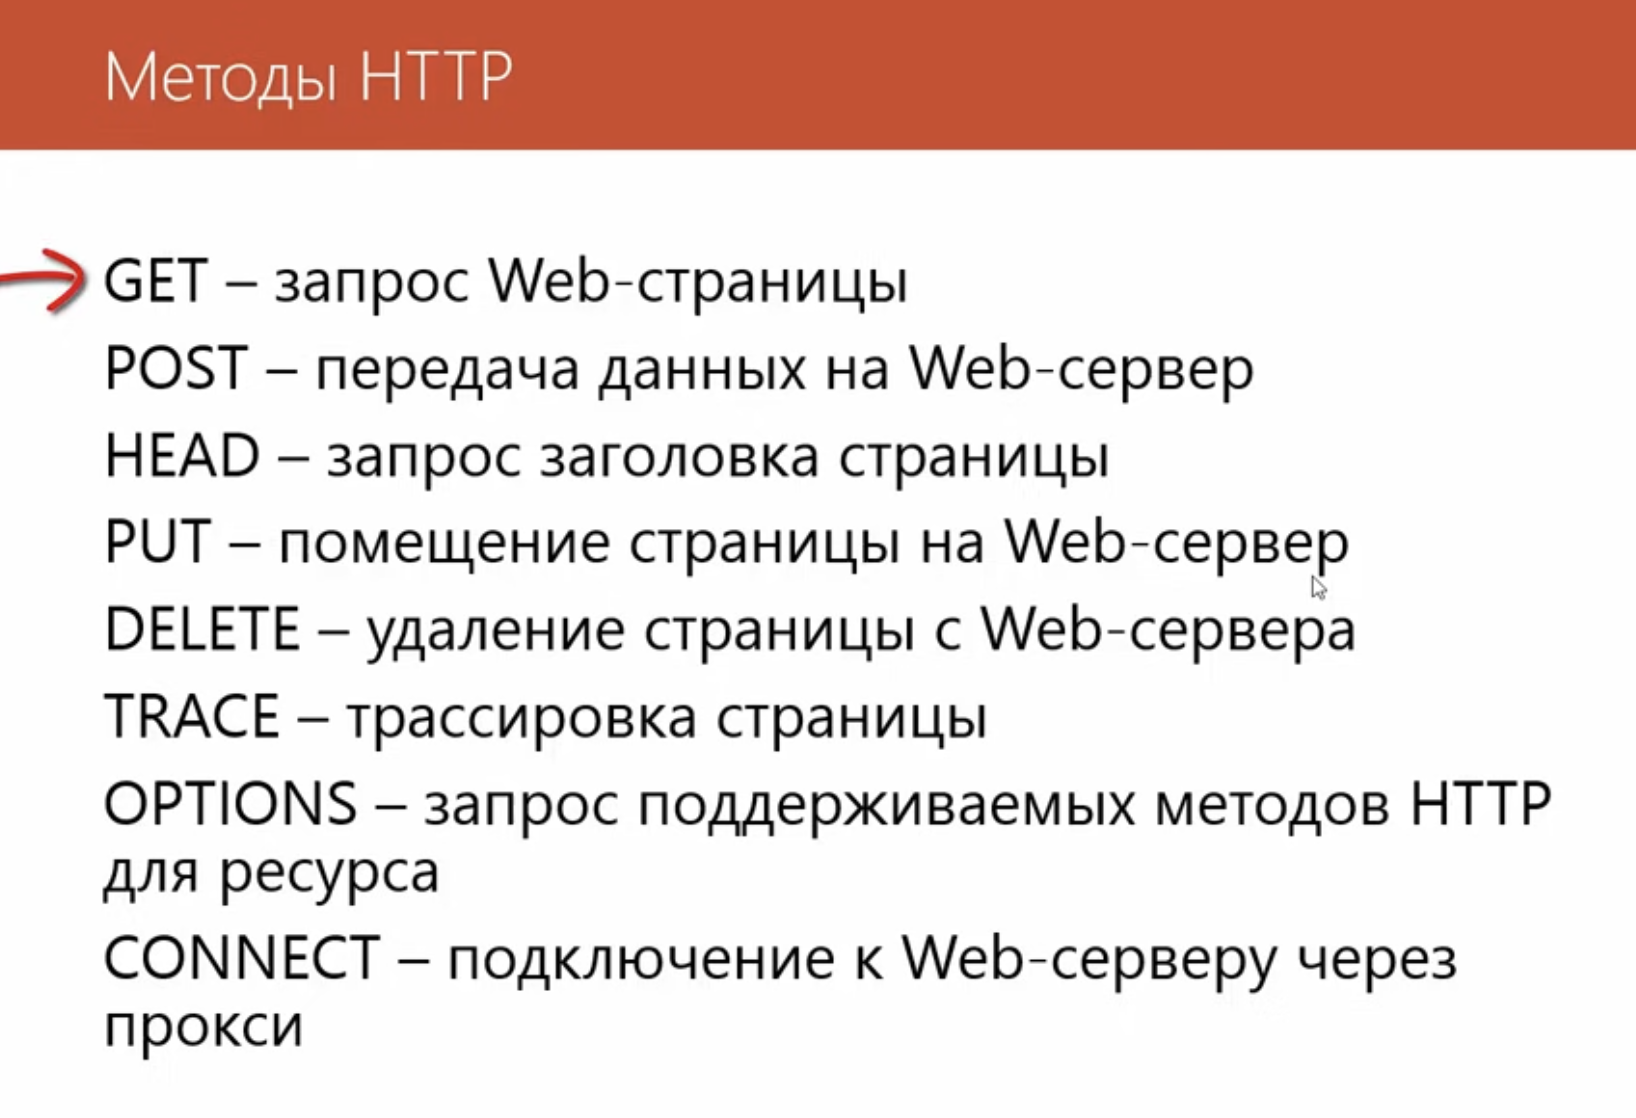 Методы HTTP
GET – запрос Web-страницы
POST – передача данных на Web-сервер
HEAD – запрос заголовка страницы
PUT – помещение страницы на Web-сервер
DELETE – удаление страницы с Web-сервера
TRACE – трассировка страницы
OPTIONS – запрос поддерживаемых методов HTTP
для ресурса
CONNECT – подключение к Web-серверу через
прокси